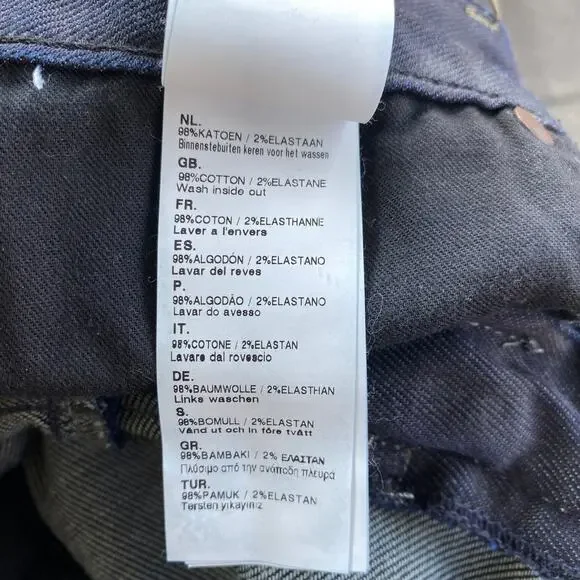 NL.
98%KATOEN / 2%ELASTAAN
Binnenstebuiten keren voor het wassen
GB.
98%COTTON / 2%ELASTANE
Wash inside out
FR.
98%COTON / 2%ELASTHANNE
Laver a l'envers
ES.
98%ALGODÓN / 2%ELASTANO
Lavar del reves
P.
98%ALGODÃO / 2%ELASTANO
Lavar do avesso
IT.
98%COTONE / 2%ELASTAN
Lavare dal rovescio
DE.
98%BAUMWOLLE / 2%ELASTHAN
Links waschen
S.
98%BOMULL / 2%ELASTAN
Vänd ut och in före tvätt
GR.
98%BAMBAKI / 2% ΕΛΑΣΤΑΝ
Πλύσιμο από την ανάποδη πλευρά
TUR.
98%PAMUK / 2%ELASTAN
Tersten yikayiniz